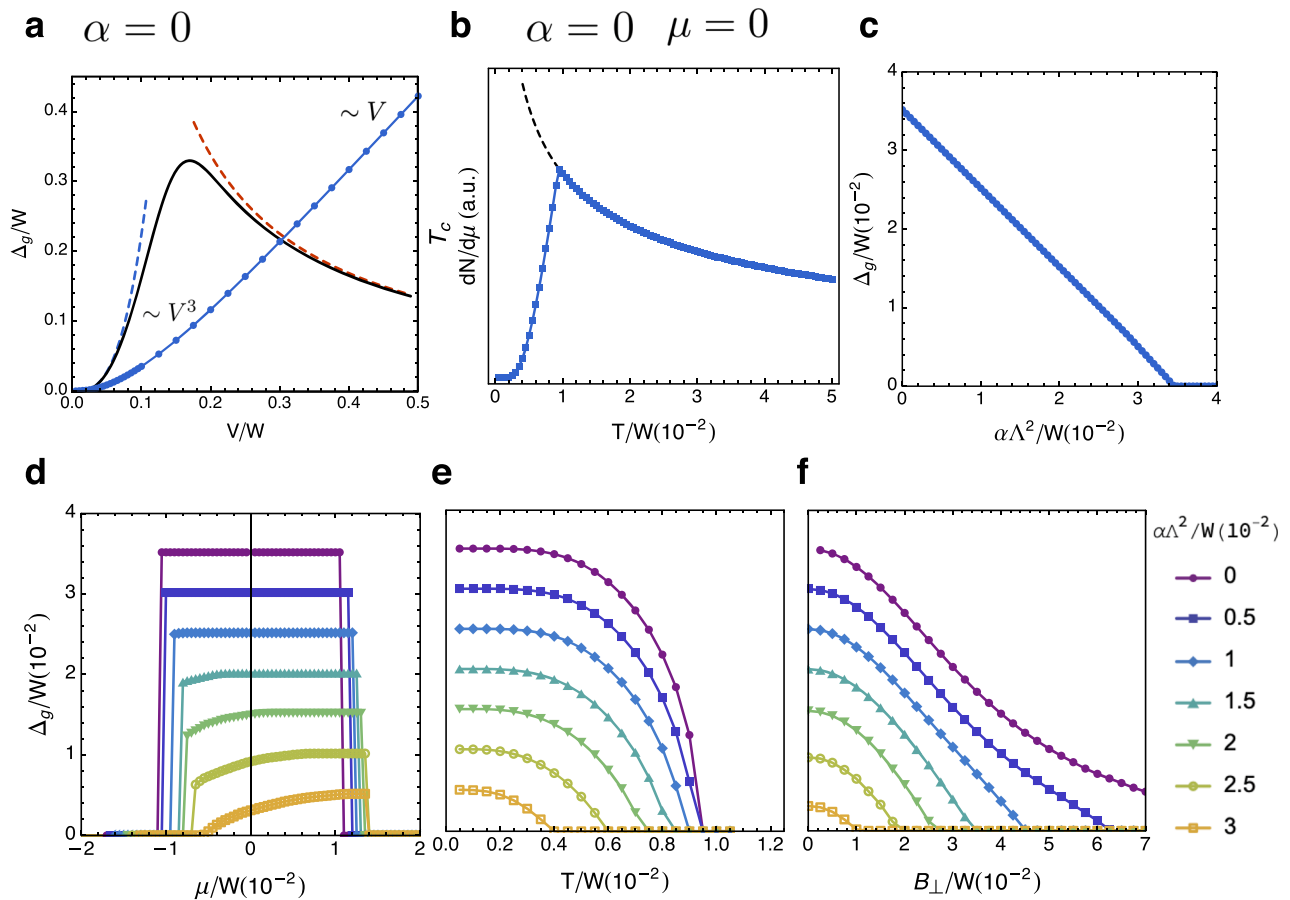 a α = 0
b α = 0 μ = 0
c
0.4
0.3
0.2
0.1
0.0
Δg/W
∼ V
∼ V³
0.0 0.1 0.2 0.3 0.4 0.5
V/W
Tc
dN/dμ (a.u.)
0 1 2 3 4 5
T/W(10⁻²)
4
3
2
1
0
Δg/W(10⁻²)
0 1 2 3 4
αΛ²/W(10⁻²)
d
e
f
4
3
2
1
0
Δg/W(10⁻²)
−2 −1 0 1 2
μ/W(10⁻²)
0.0 0.2 0.4 0.6 0.8 1.0 1.2
T/W(10⁻²)
0 1 2 3 4 5 6 7
B⊥/W(10⁻²)
αΛ²/W(10⁻²)
0
0.5
1
1.5
2
2.5
3